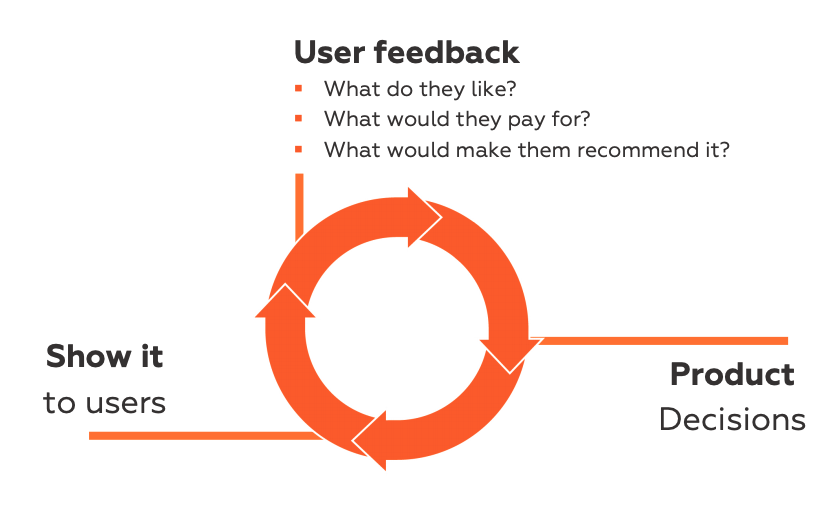 User feedback
What do they like?
What would they pay for?
What would make them recommend it?
Show it
to users
Product
Decisions